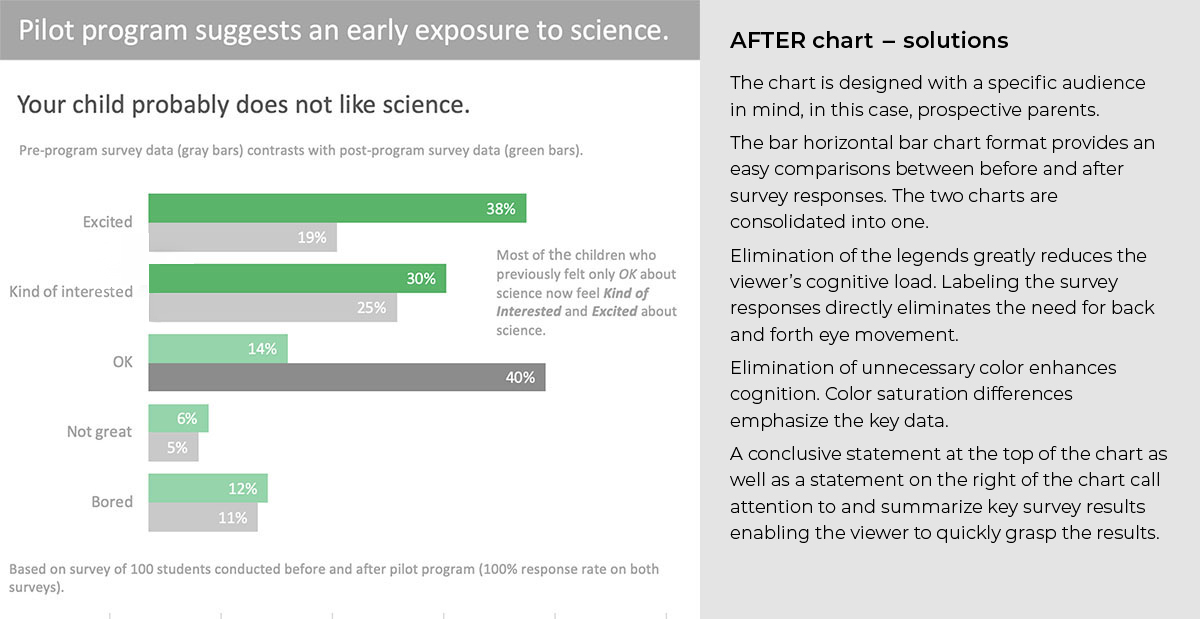 Pilot program suggests an early exposure to science.
Your child probably does not like science.
Pre-program survey data (gray bars) contrasts with post-program survey data (green bars).
Excited
38%
19%
Kind of interested
30%
25%
Most of the children who
previously felt only OK about
science now feel Kind of
Interested and Excited about
science.
OK
14%
40%
Not great
6%
5%
Bored
12%
11%
Based on survey of 100 students conducted before and after pilot program (100% response rate on both
surveys).
AFTER chart – solutions
The chart is designed with a specific audience
in mind, in this case, prospective parents.
The bar horizontal bar chart format provides an
easy comparisons between before and after
survey responses. The two charts are
consolidated into one.
Elimination of the legends greatly reduces the
viewer's cognitive load. Labeling the survey
responses directly eliminates the need for back
and forth eye movement.
Elimination of unnecessary color enhances
cognition. Color saturation differences
emphasize the key data.
A conclusive statement at the top of the chart as
well as a statement on the right of the chart call
attention to and summarize key survey results
enabling the viewer to quickly grasp the results.